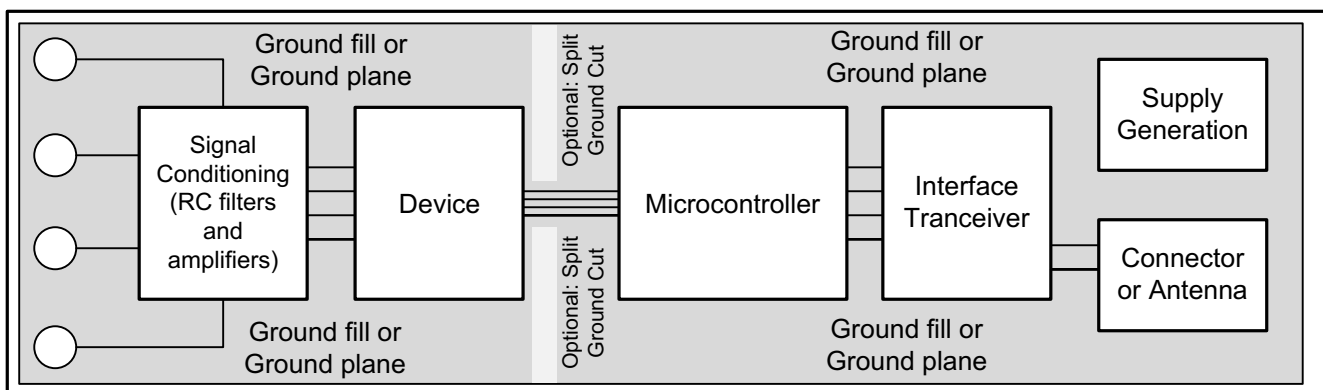 Ground fill or
Ground plane
Optional: Split
Ground Cut
Ground fill or
Ground plane
Signal
Conditioning
(RC filters
and
amplifiers)
Device
Microcontroller
Interface
Tranceiver
Supply
Generation
Connector
or Antenna
Ground fill or
Ground plane
Optional: Split
Ground Cut
Ground fill or
Ground plane